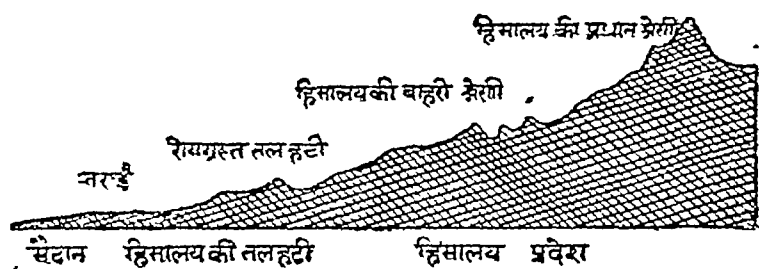 हिमालय की प्रधान श्रेणी
हिमालय की बाहरी श्रेणी
रोगग्रस्त तलहटी
तराई
मैदान हिमालय की तलहटी हिमालय प्रदेश